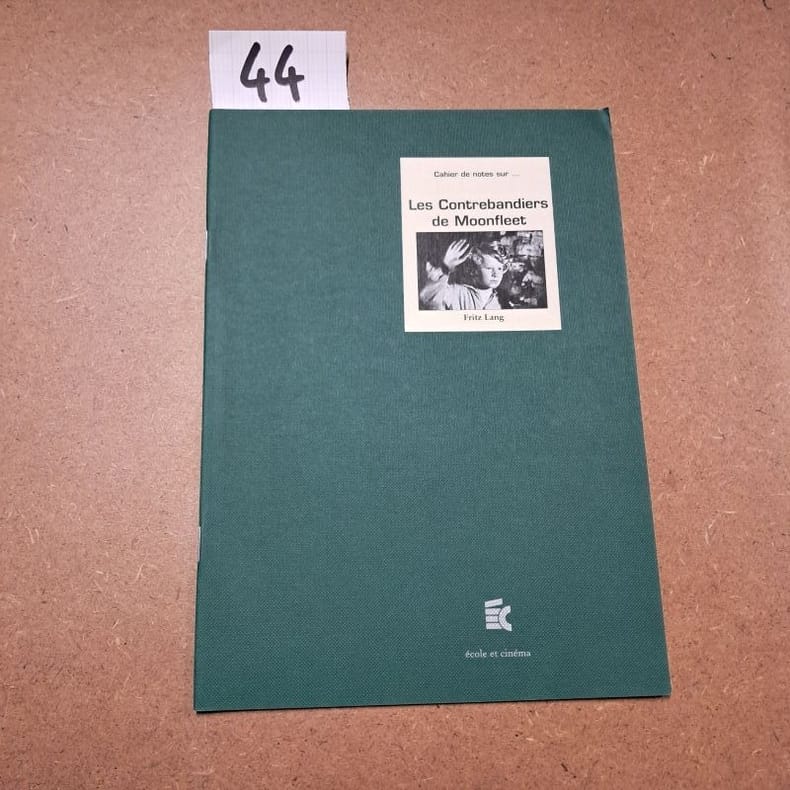 44
Cahier de notes sur ...
Les Contrebandiers
de Moonfleet
Fritz Lang
école et cinéma